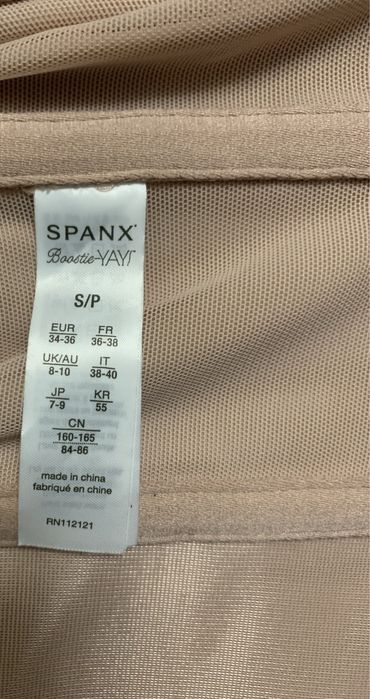 SPANX®
Boostie-YAY!™
S/P
EUR FR
34-36 36-38
UK/AU IT
8-10 38-40
JP KR
7-9 55
CN
160-165
84-86
made in china
fabriqué en chine
RN112121